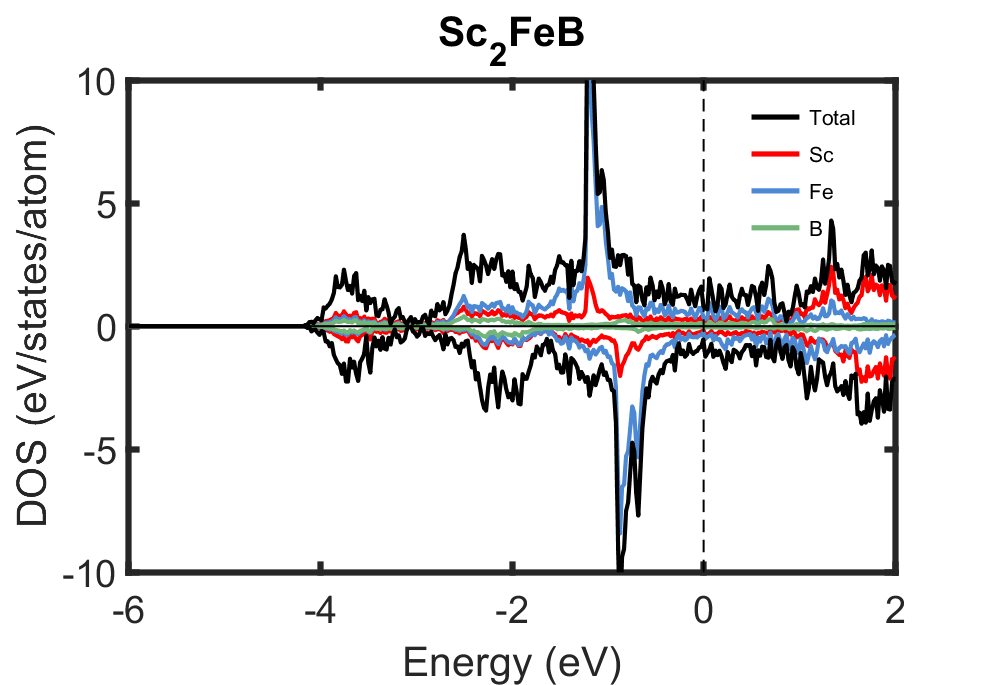 Sc₂FeB
DOS (eV/states/atom)
10
5
0
-5
-10
Total
Sc
Fe
B
-6 -4 -2 0 2
Energy (eV)